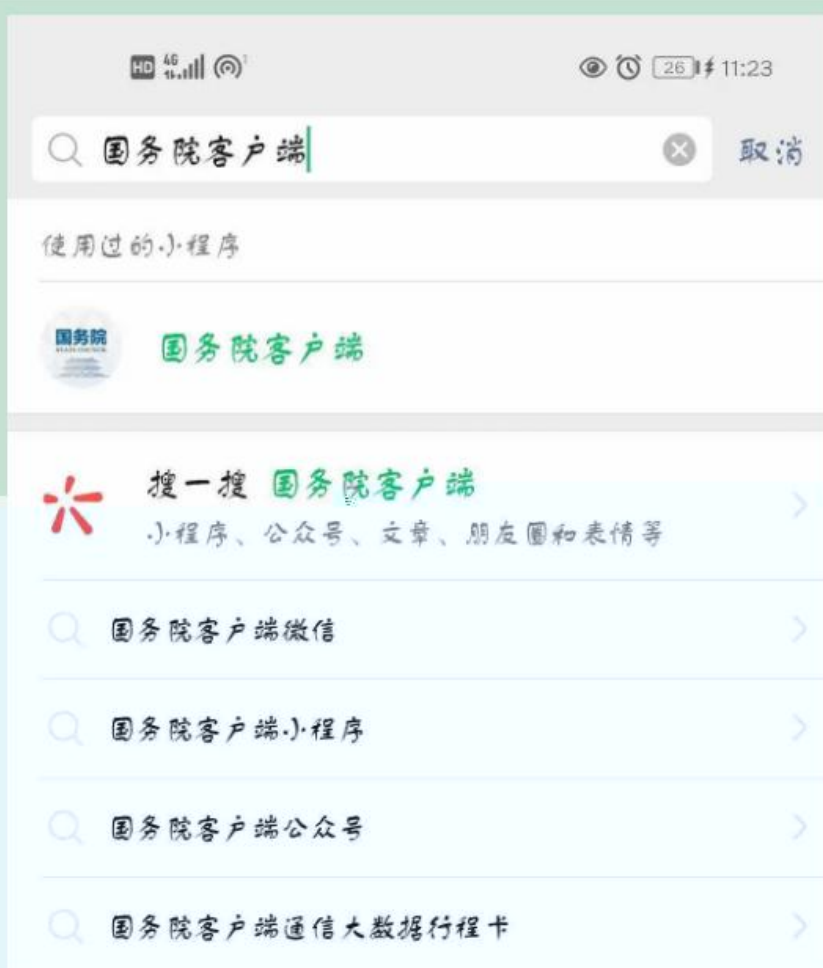 HD 4G 26 11:23
国务院客户端 取消
使用过的小程序
国务院
国务院客户端
搜一搜 国务院客户端
小程序、公众号、文章、朋友圈和表情等
国务院客户端微信
国务院客户端小程序
国务院客户端公众号
国务院客户端通信大数据行程卡